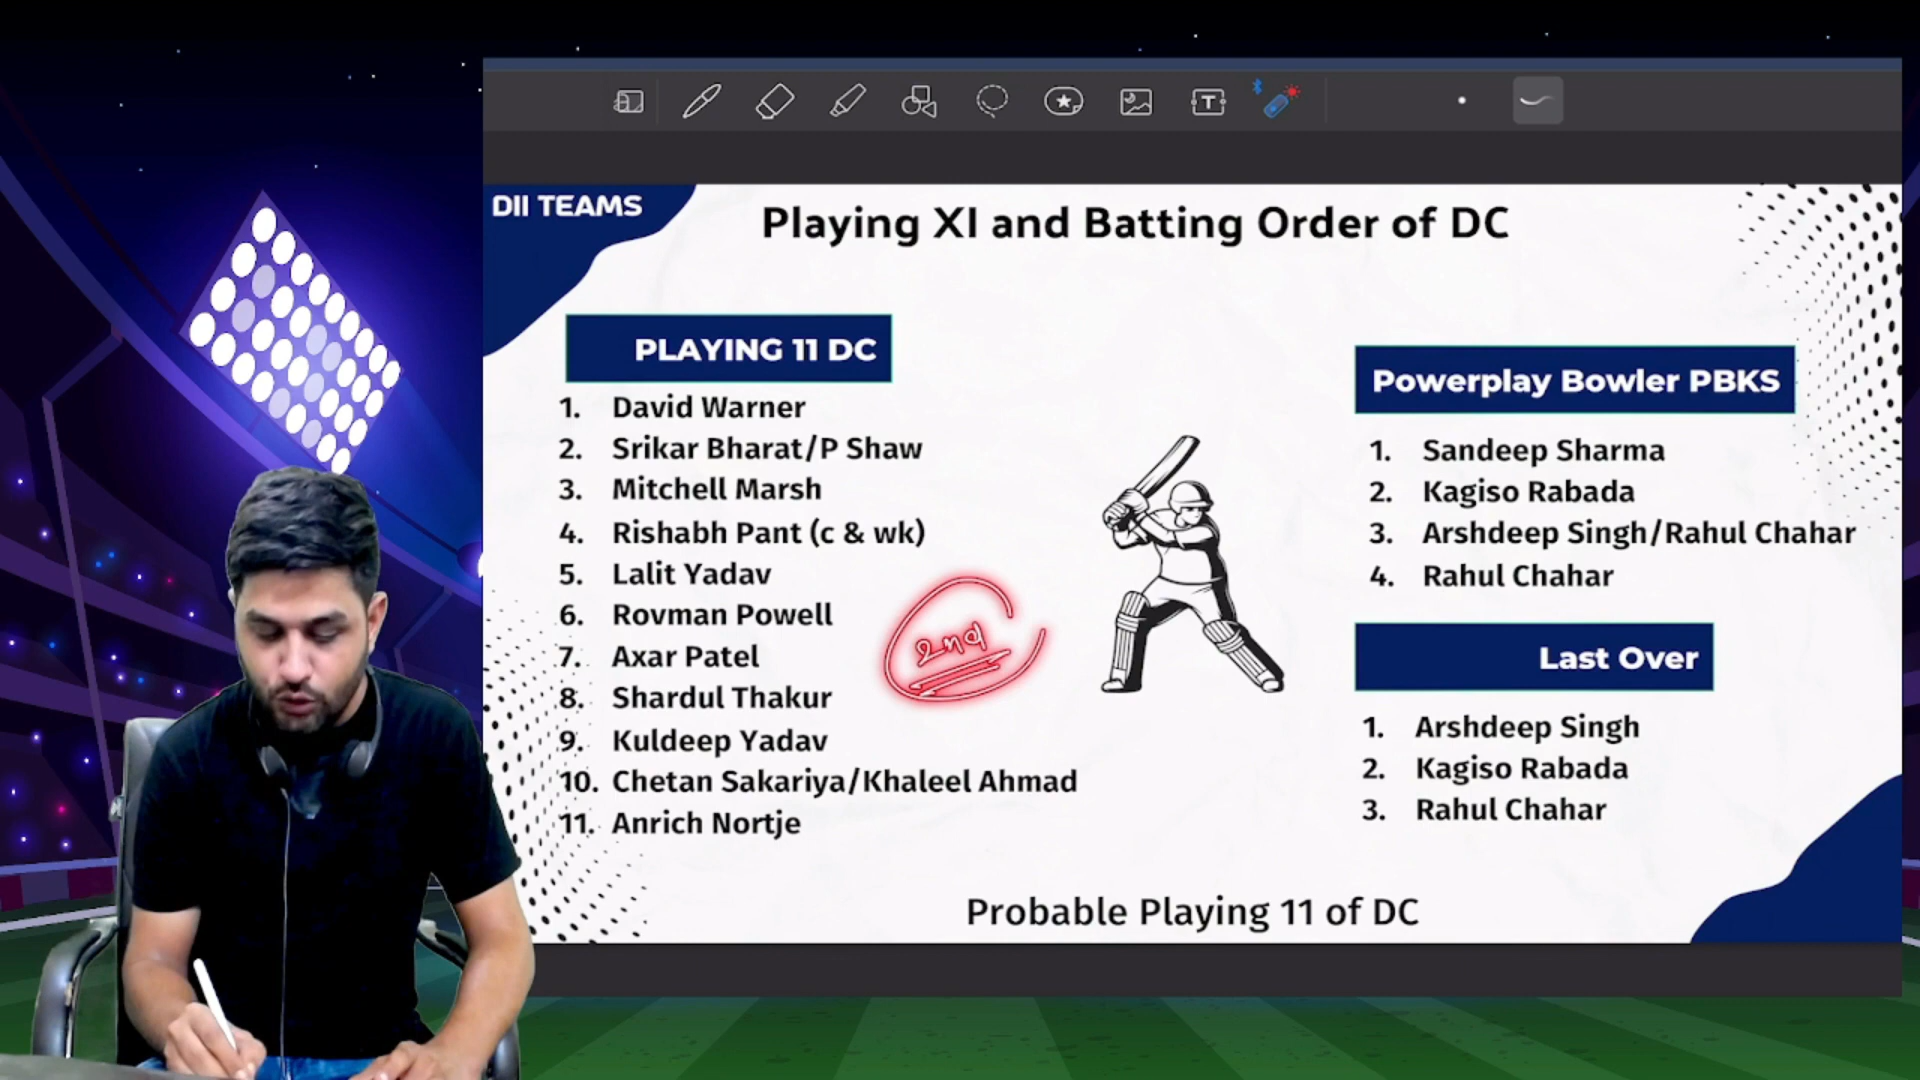 D11 TEAMS
Playing XI and Batting Order of DC
PLAYING 11 DC
1. David Warner
2. Srikar Bharat/P Shaw
3. Mitchell Marsh
4. Rishabh Pant (c & wk)
5. Lalit Yadav
6. Rovman Powell
7. Axar Patel
8. Shardul Thakur
9. Kuldeep Yadav
10. Chetan Sakariya/Khaleel Ahmad
11. Anrich Nortje
2nd
Powerplay Bowler PBKS
1. Sandeep Sharma
2. Kagiso Rabada
3. Arshdeep Singh/Rahul Chahar
4. Rahul Chahar
Last Over
1. Arshdeep Singh
2. Kagiso Rabada
3. Rahul Chahar
Probable Playing 11 of DC